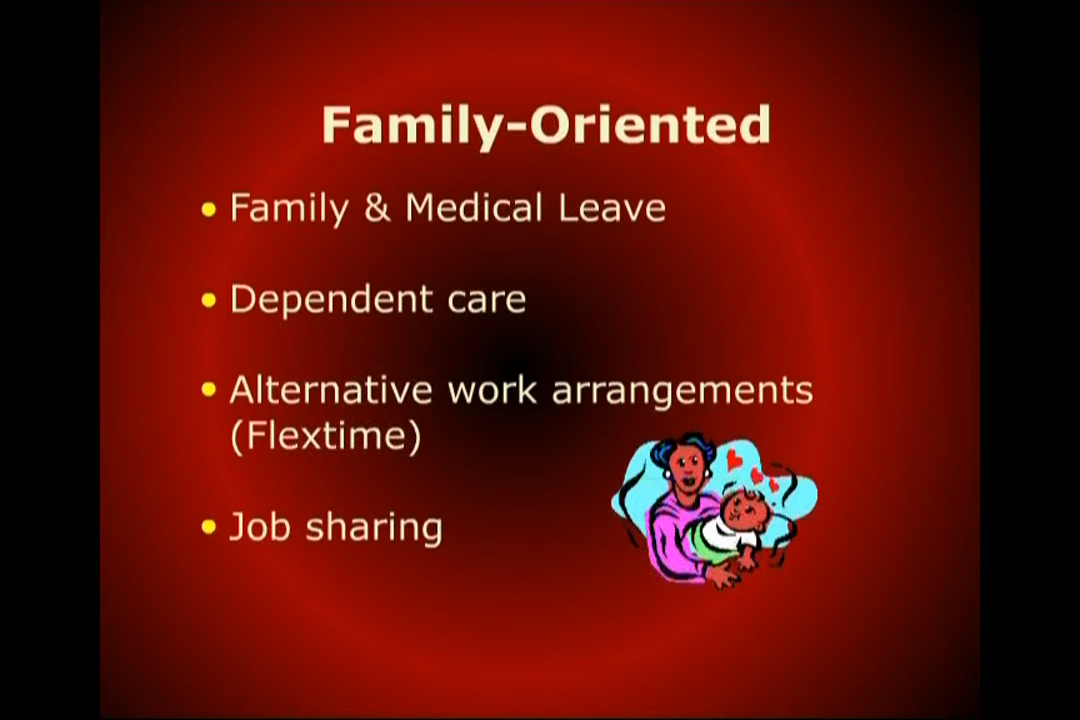 Family-Oriented
• Family & Medical Leave
• Dependent care
• Alternative work arrangements
(Flextime)
• Job sharing